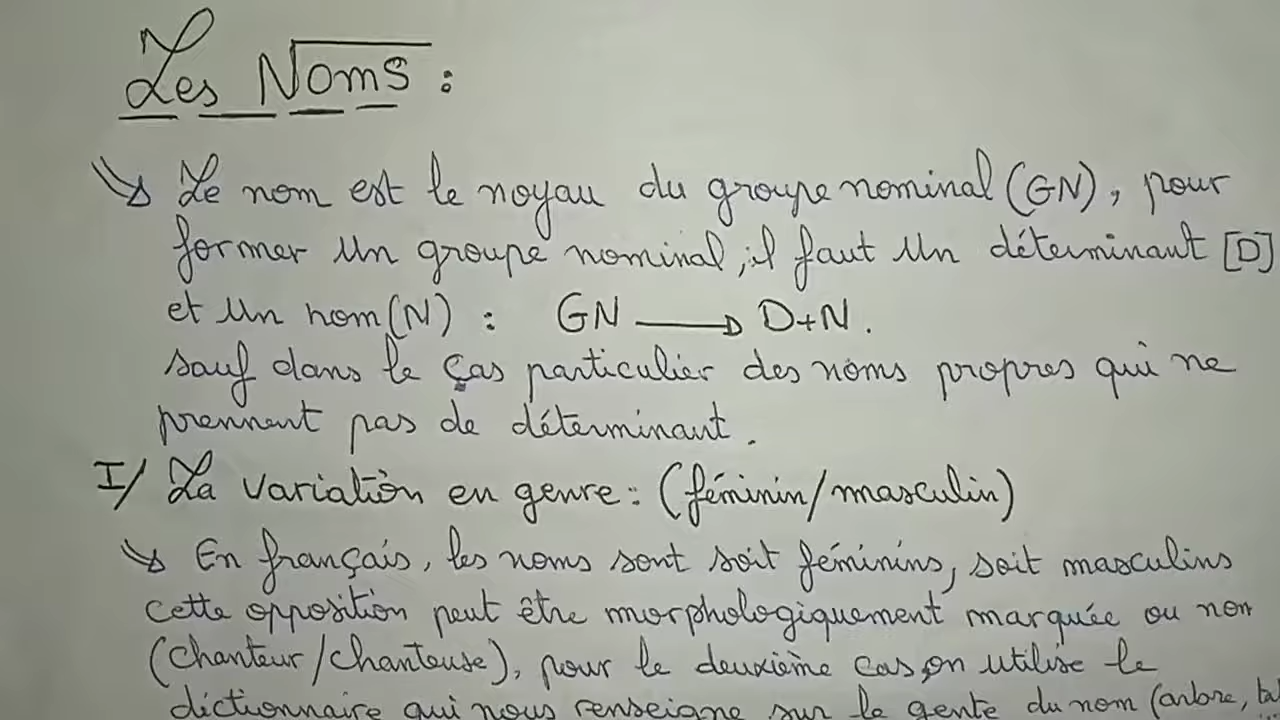 Les Noms :
Le nom est le noyau du groupe nominal (GN), pour
former un groupe nominal, il faut un déterminant [D]
et un nom (N) : GN → D+N.
sauf dans le ças particulier des noms propres qui ne
prennent pas de déterminant.
I/ La variation en genre : (féminin/masculin)
En français, les noms sont soit féminins, soit masculins
cette opposition peut être morphologiquement marquée ou non
(chanteur/chanteuse), pour le deuxième cas, on utilise le
dictionnaire qui nous renseigne sur le gente du nom (arbre,